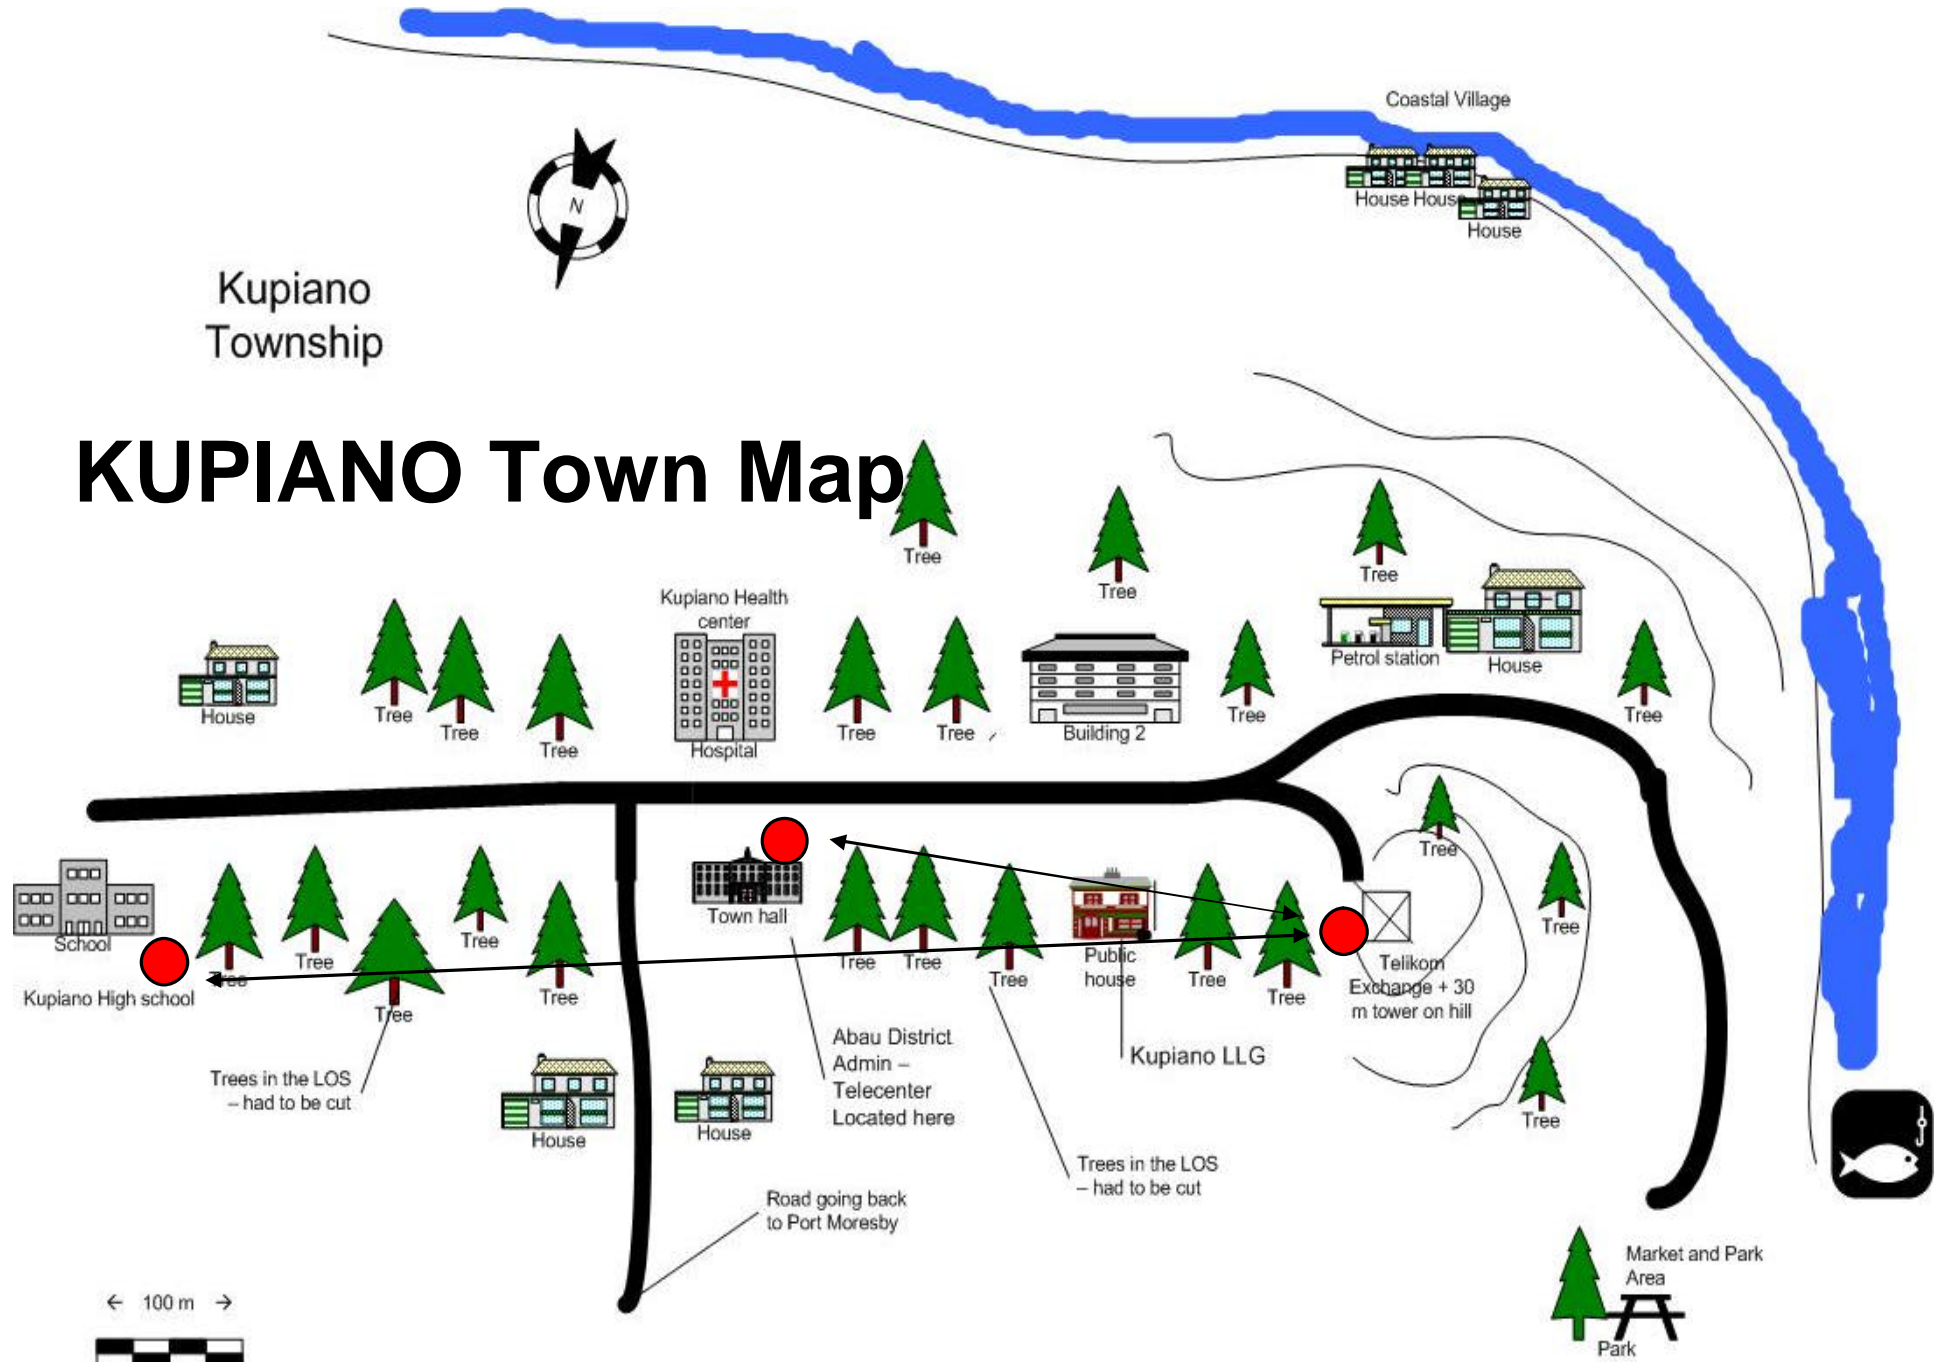 Coastal Village
House House
House
N
Kupiano
Township
KUPIANO Town Map
Tree
Tree
Tree
Kupiano Health
center
Petrol station
House
House
Tree
Tree
Tree
Hospital
Tree
Tree
Building 2
Tree
Tree
Tree
School
Kupiano High school
Tree
Tree
Tree
Tree
Tree
Town hall
Tree
Tree
Tree
Public
house
Tree
Tree
Telikom
Exchange + 30
m tower on hill
Tree
Trees in the LOS
– had to be cut
House
House
Abau District
Admin –
Telecenter
Located here
Kupiano LLG
Tree
Trees in the LOS
– had to be cut
Road going back
to Port Moresby
Market and Park
Area
Park
← 100 m →